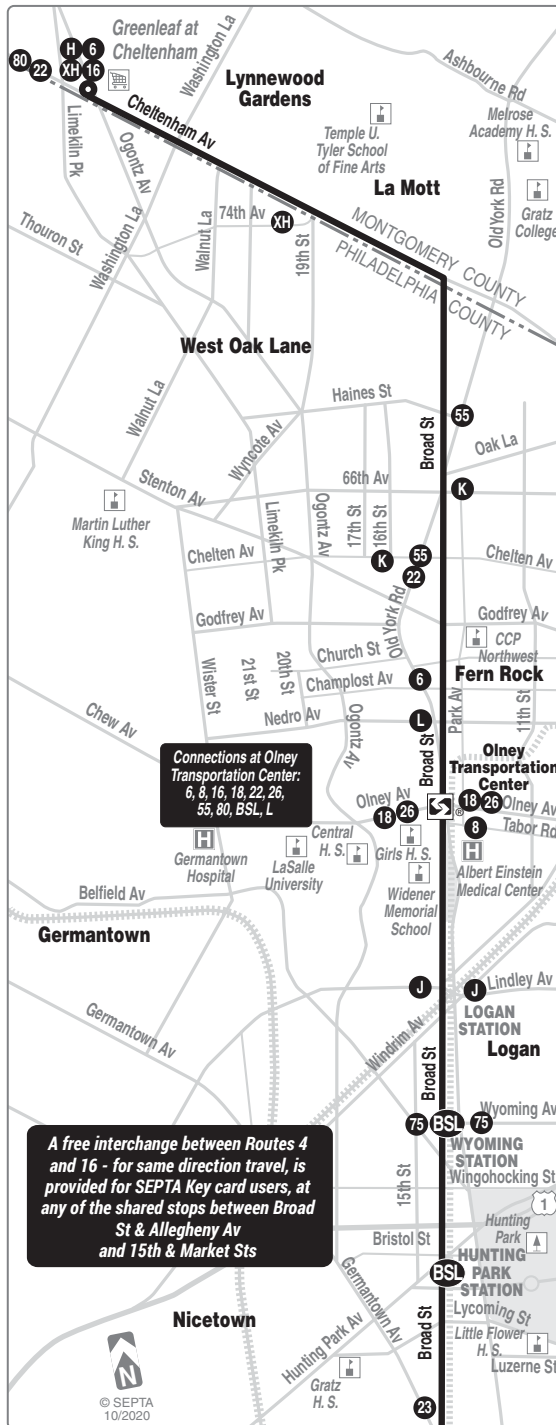 Greenleaf at
Cheltenham
80
22
H
6
XH
16
Washington La
Lynnewood
Gardens
Ashbourne Rd
Melrose
Academy H. S.
Temple U.
Tyler School
of Fine Arts
La Mott
Old York Rd
Gratz
College
Limekiln Pk
Ogontz Av
Cheltenham Av
Thouron St
Washington La
Walnut La
74th Av
XH
19th St
MONTGOMERY COUNTY
PHILADELPHIA COUNTY
West Oak Lane
Haines St
55
Broad St
Oak La
Walnut La
Wyncote Av
Stenton Av
66th Av
K
Martin Luther
King H. S.
Limekiln Pk
Ogontz Av
17th St
16th St
Chelten Av
K
55
22
Chelten Av
Old York Rd
Godfrey Av
Godfrey Av
CCP
Northwest
Church St
Wister St
21st St
20th St
Champlost Av
6
Fern Rock
Park Av
11th St
Chew Av
Nedro Av
Ogontz Av
L
Broad St
Connections at Olney
Transportation Center:
6, 8, 16, 18, 22, 26,
55, 80, BSL, L
Olney
Transportation
Center
Olney Av
18
26
®
18
26
Olney Av
8
Tabor Rd
H
Germantown
Hospital
LaSalle
University
Central
H. S.
Girls H. S.
Widener
Memorial
School
H
Albert Einstein
Medical Center
Belfield Av
Germantown
J
J
Lindley Av
LOGAN
STATION
Logan
Germantown Av
Windrim Av
Broad St
75
BSL
75
Wyoming Av
WYOMING
STATION
Wingohocking St
A free interchange between Routes 4
and 16 - for same direction travel, is
provided for SEPTA Key card users, at
any of the shared stops between Broad
St & Allegheny Av
and 15th & Market Sts
15th St
1
Bristol St
Hunting
Park
BSL
HUNTING
PARK
STATION
Nicetown
Germantown Av
Hunting Park Av
Broad St
Lycoming St
Little Flower
H. S.
Luzerne St
Gratz
H. S.
N
© SEPTA
10/2020
23